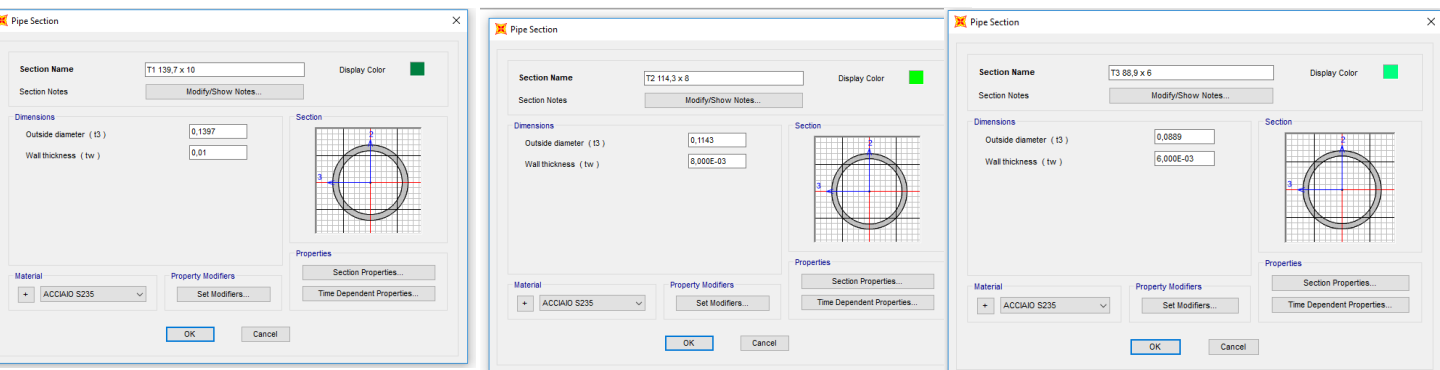 Pipe Section
Section Name
T1 139,7 x 10
Display Color
Section Notes
Modify/Show Notes...
Dimensions
Outside diameter ( t3 )
0,1397
Wall thickness ( tw )
0,01
Section
2
3
Properties
Section Properties...
Time Dependent Properties...
Material
+
ACCIAIO S235
Property Modifiers
Set Modifiers...
OK
Cancel
Pipe Section
Section Name
T2 114,3 x 8
Display Color
Section Notes
Modify/Show Notes...
Dimensions
Outside diameter ( t3 )
0,1143
Wall thickness ( tw )
8,000E-03
Section
2
3
Properties
Section Properties...
Time Dependent Properties...
Material
+
ACCIAIO S235
Property Modifiers
Set Modifiers...
OK
Cancel
Pipe Section
Section Name
T3 88,9 x 6
Display Color
Section Notes
Modify/Show Notes...
Dimensions
Outside diameter ( t3 )
0,0889
Wall thickness ( tw )
6,000E-03
Section
2
3
Properties
Section Properties...
Time Dependent Properties...
Material
+
ACCIAIO S235
Property Modifiers
Set Modifiers...
OK
Cancel